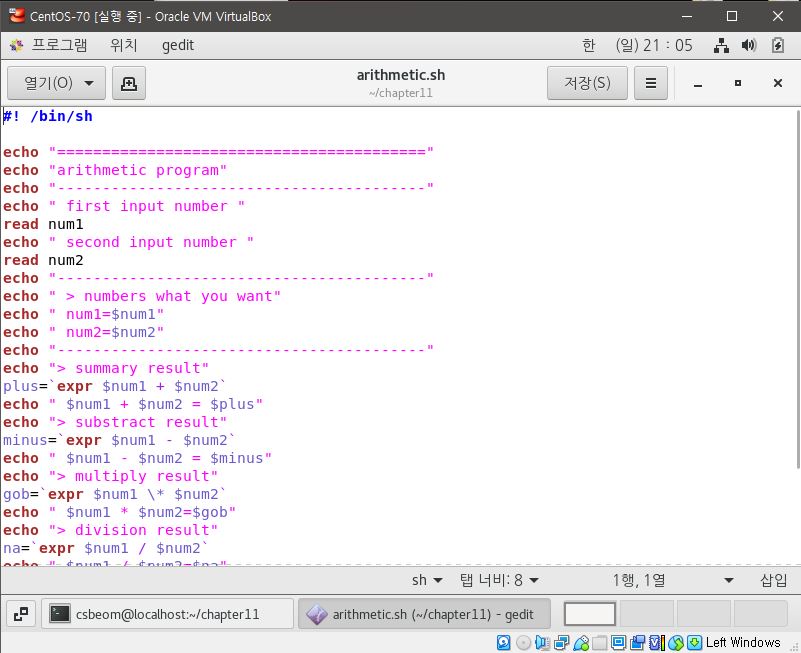 CentOS-70 [실행 중] - Oracle VM VirtualBox
프로그램 위치 gedit 한 (일) 21 : 05
열기(O) arithmetic.sh 저장(S)
~/chapter11
#! /bin/sh
echo "========================================="
echo "arithmetic program"
echo "-----------------------------------------"
echo " first input number "
read num1
echo " second input number "
read num2
echo "-----------------------------------------"
echo " > numbers what you want"
echo " num1=$num1"
echo " num2=$num2"
echo "-----------------------------------------"
echo "> summary result"
plus=`expr $num1 + $num2`
echo " $num1 + $num2 = $plus"
echo "> substract result"
minus=`expr $num1 - $num2`
echo " $num1 - $num2 = $minus"
echo "> multiply result"
gob=`expr $num1 \* $num2`
echo " $num1 * $num2=$gob"
echo "> division result"
na=`expr $num1 / $num2`
echo " $num1 / $num2=$na"
sh 탭 너비: 8 1행, 1열 삽입
csbeom@localhost:~/chapter11 arithmetic.sh (~/chapter11) - gedit
Left Windows